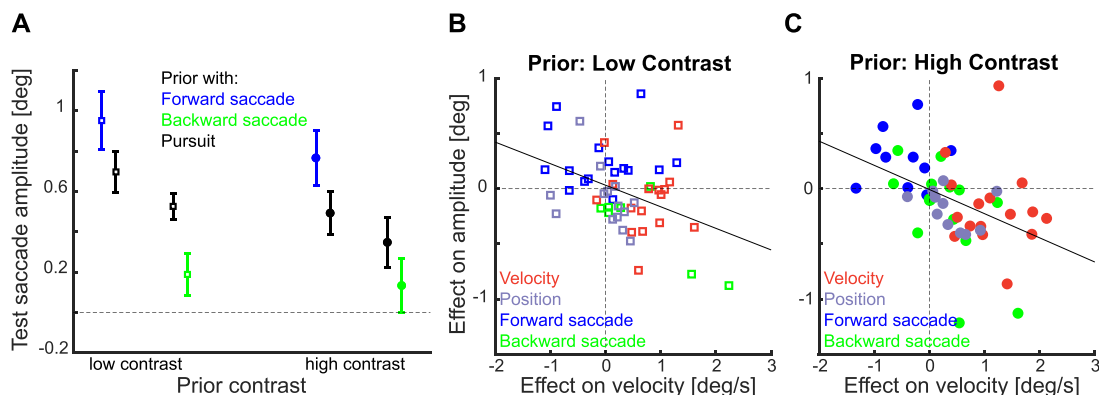 A
Test saccade amplitude [deg]
1
0.6
0.2
-0.2
Prior with:
Forward saccade
Backward saccade
Pursuit
low contrast
high contrast
Prior contrast
B
Prior: Low Contrast
Effect on amplitude [deg]
1
0
-1
Velocity
Position
Forward saccade
Backward saccade
-2 -1 0 1 2 3
Effect on velocity [deg/s]
C
Prior: High Contrast
1
0
-1
Velocity
Position
Forward saccade
Backward saccade
-2 -1 0 1 2 3
Effect on velocity [deg/s]